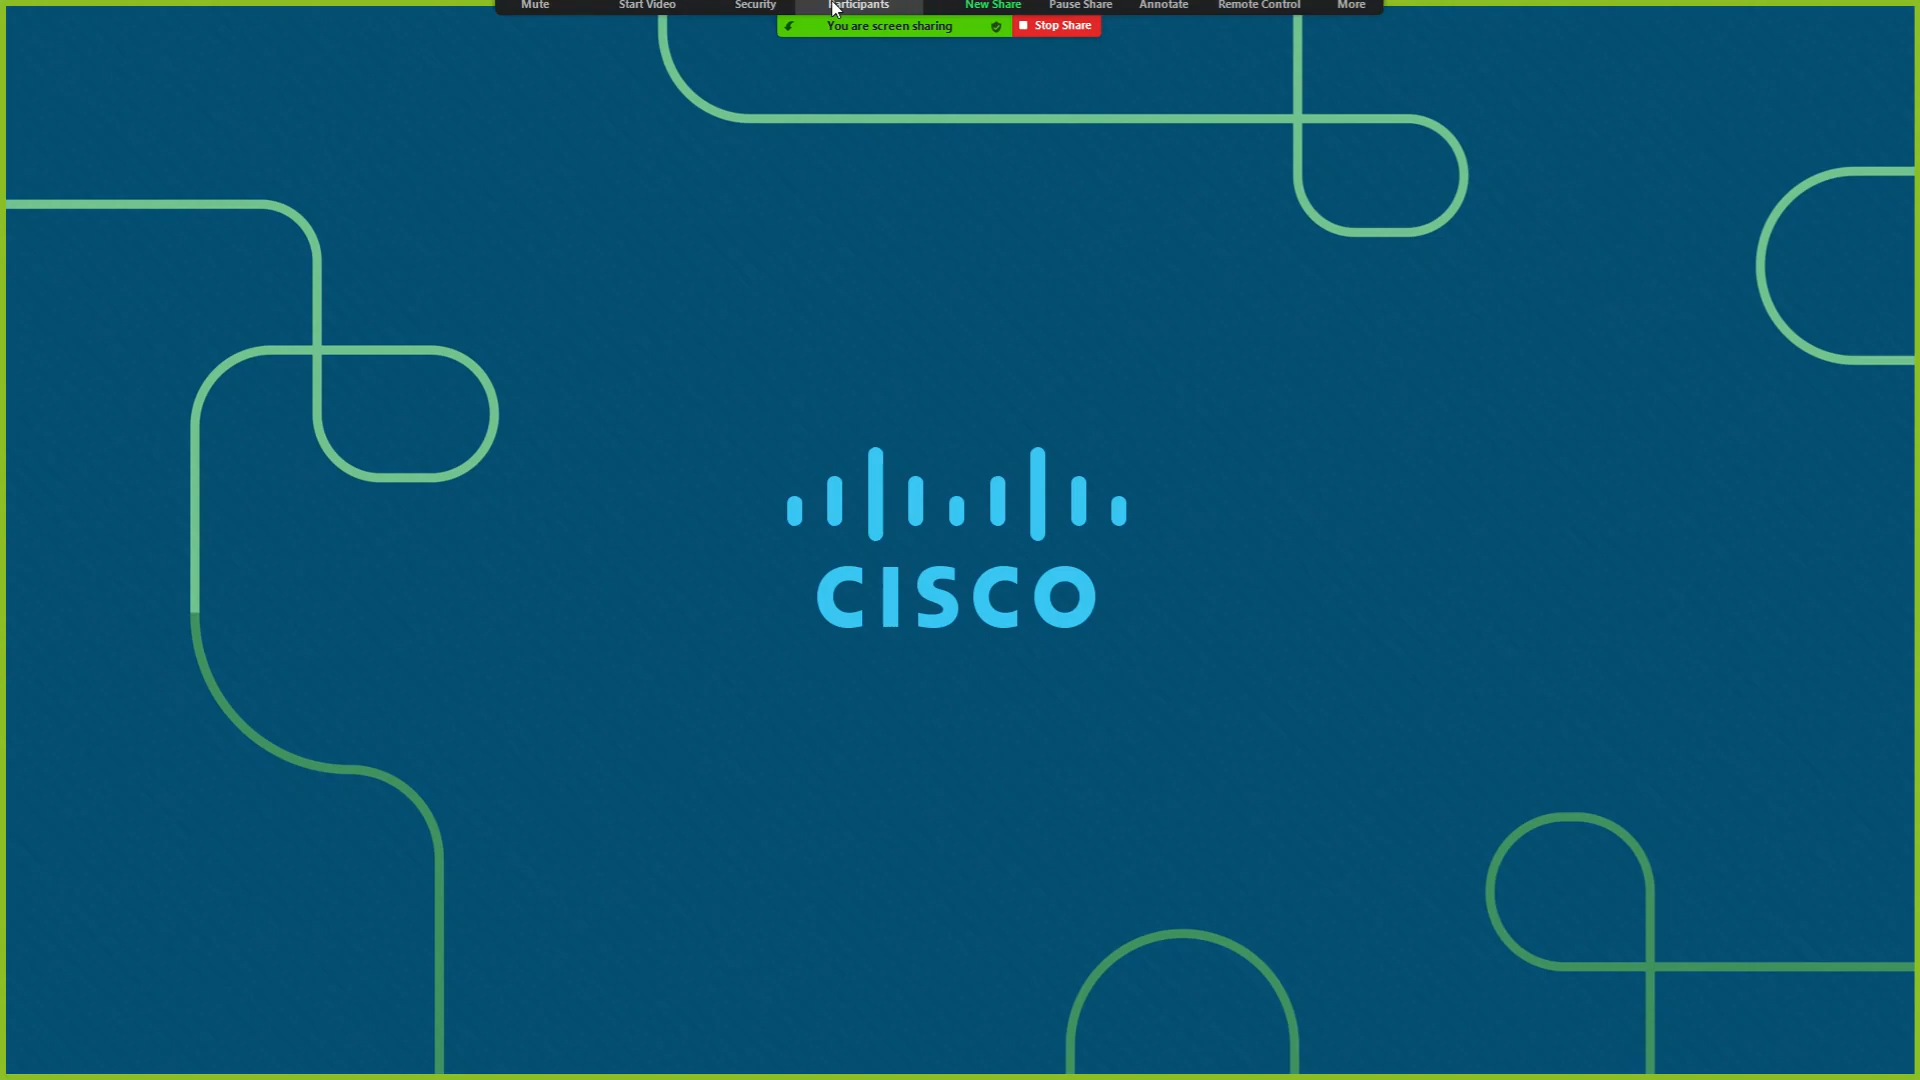 Mute Start Video Security Participants New Share Pause Share Annotate Remote Control More
You are screen sharing Stop Share
CISCO